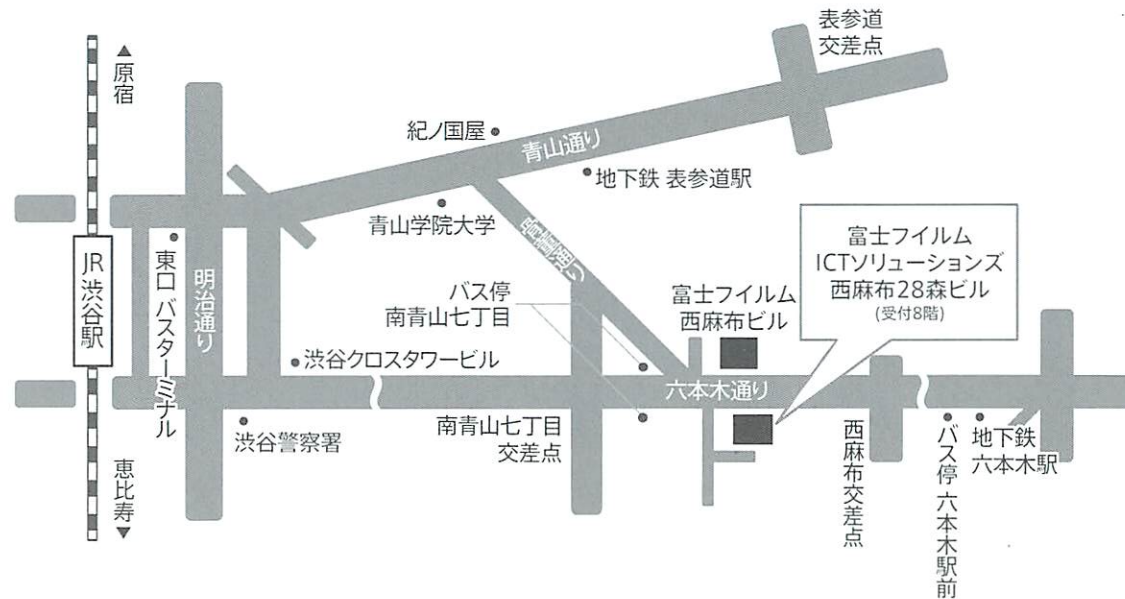 表参道
交差点
▲原宿
紀ノ国屋
青山通り
地下鉄 表参道駅
青山学院大学
骨董通り
富士フイルム
ICTソリューションズ
西麻布28森ビル
(受付8階)
JR 渋谷駅
東口 バスターミナル
明治通り
バス停
南青山七丁目
富士フイルム
西麻布ビル
渋谷クロスタワービル
六本木通り
渋谷警察署
南青山七丁目
交差点
西麻布交差点
バス停 六本木駅前
地下鉄
六本木駅
恵比寿▼